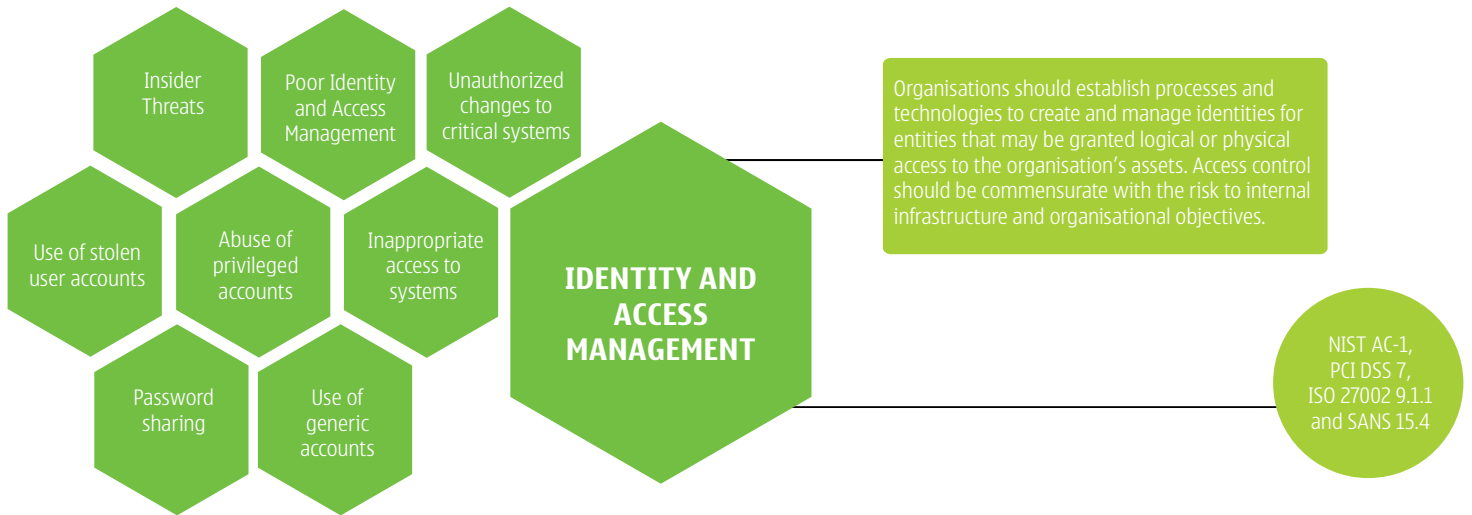 Insider
Threats
Poor Identity
and Access
Management
Unauthorized
changes to
critical systems
Use of stolen
user accounts
Abuse of
privileged
accounts
Inappropriate
access to
systems
Password
sharing
Use of
generic
accounts
IDENTITY AND
ACCESS
MANAGEMENT
Organisations should establish processes and
technologies to create and manage identities for
entities that may be granted logical or physical
access to the organisation's assets. Access control
should be commensurate with the risk to internal
infrastructure and organisational objectives.
NIST AC-1,
PCI DSS 7,
ISO 27002 9.1.1
and SANS 15.4